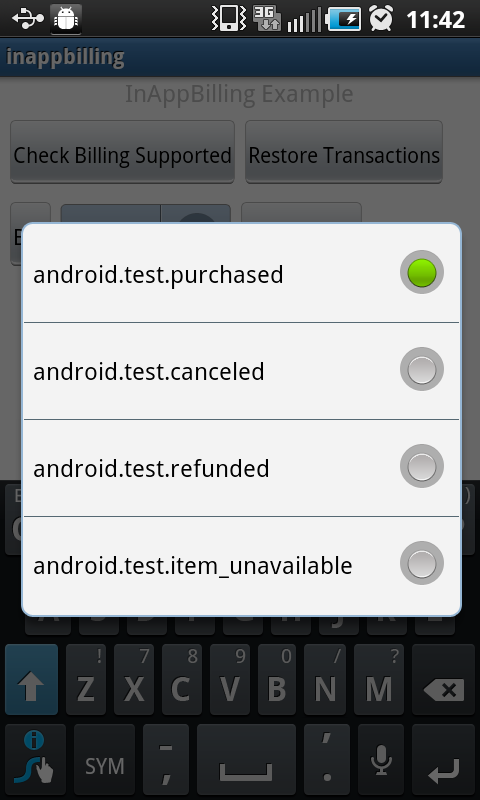 3G 11:42
inappbilling
InAppBilling Example
Check Billing Supported Restore Transactions
android.test.purchased
android.test.canceled
android.test.refunded
android.test.item_unavailable
! 7 8 9 0 / ?
Z X C V B N M
SYM - , ' .